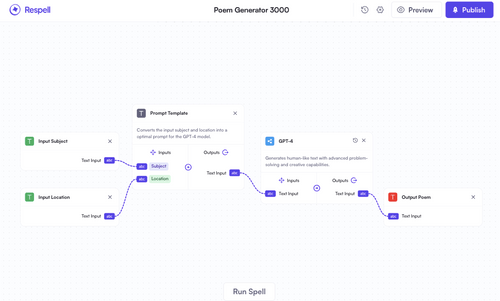 Respell
Poem Generator 3000
Preview
Publish
Input Subject
Text Input
abc
Input Location
Text Input
abc
Prompt Template
Converts the input subject and location into a
optimal prompt for the GPT-4 model.
Inputs
Outputs
abc Subject
abc Location
Text Input abc
GPT-4
Generates human-like text with advanced problem-
solving and creative capabilities.
Inputs
Outputs
abc Text Input
Text Input abc
Output Poem
abc Text Input
Run Spell